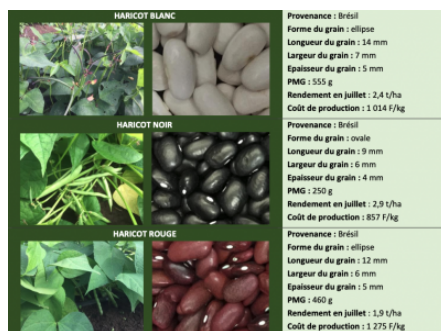 HARICOT BLANC
Provenance : Brésil
Forme du grain : ellipse
Longueur du grain : 14 mm
Largeur du grain : 7 mm
Epaisseur du grain : 5 mm
PMG : 555 g
Rendement en juillet : 2,4 t/ha
Coût de production : 1 014 F/kg
HARICOT NOIR
Provenance : Brésil
Forme du grain : ovale
Longueur du grain : 9 mm
Largeur du grain : 6 mm
Epaisseur du grain : 4 mm
PMG : 250 g
Rendement en juillet : 2,9 t/ha
Coût de production : 857 F/kg
HARICOT ROUGE
Provenance : Brésil
Forme du grain : ellipse
Longueur du grain : 12 mm
Largeur du grain : 6 mm
Epaisseur du grain : 5 mm
PMG : 460 g
Rendement en juillet : 1,9 t/ha
Coût de production : 1 275 F/kg